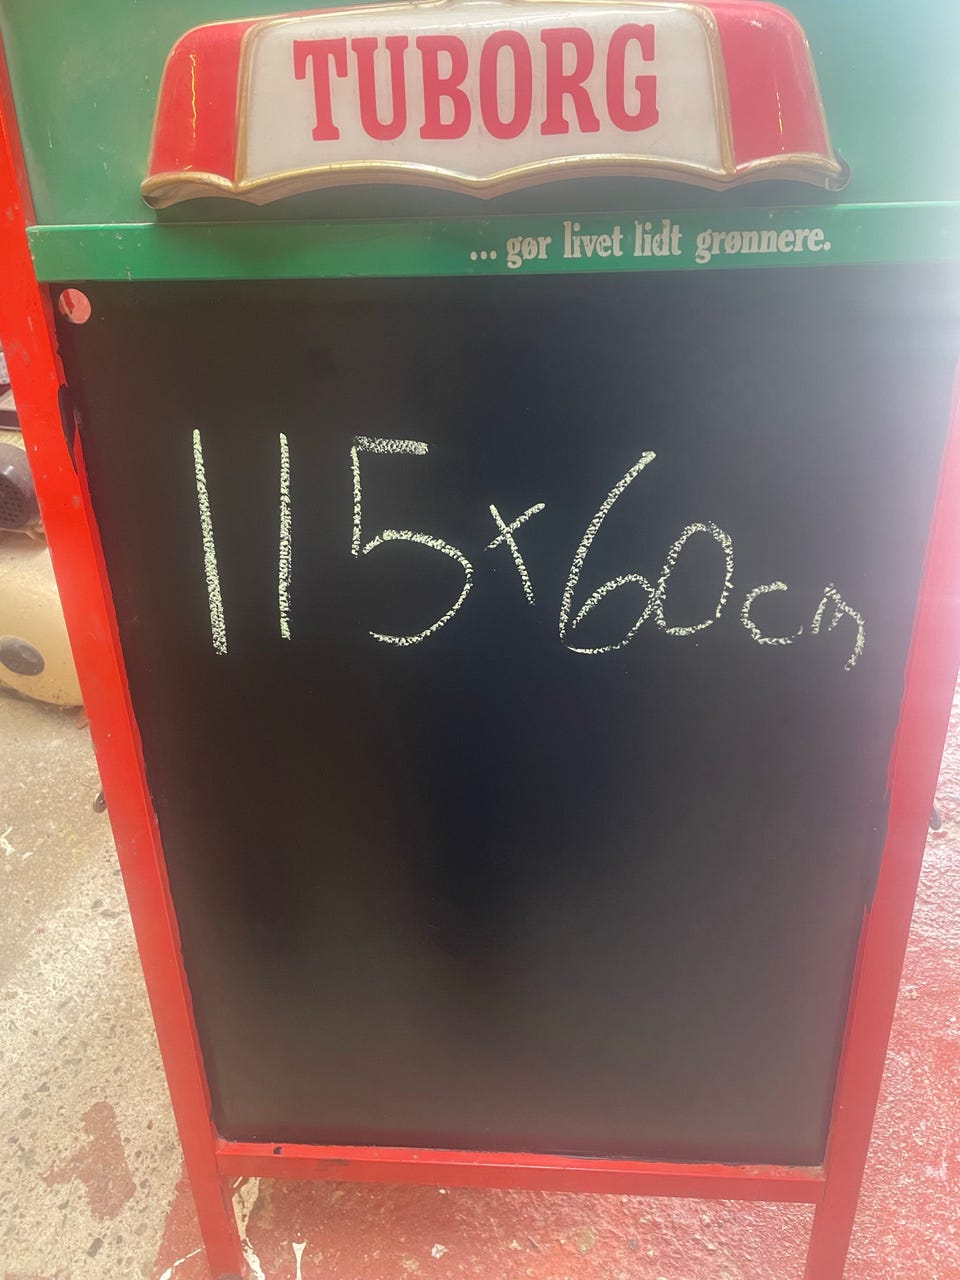 TUBORG
... gør livet lidt grønnere.
115x60cm